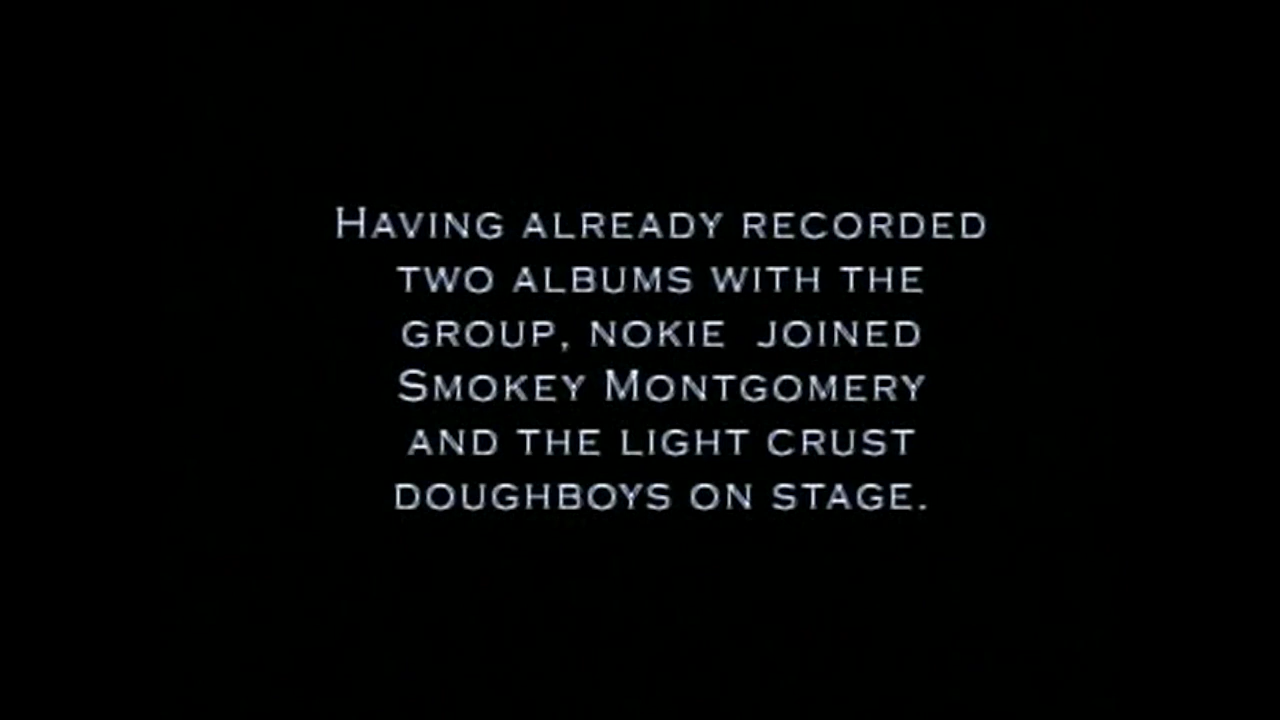 Having already recorded
two albums with the
group, nokie  joined
Smokey Montgomery
and the light crust
doughboys on stage.